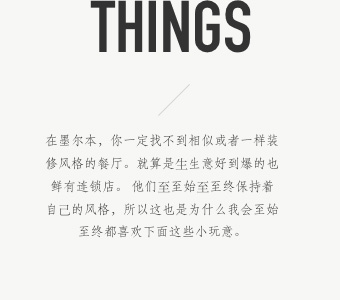 THINGS
在墨尔本，你一定找不到相似或者一样装
修风格的餐厅。就算是生生意好到爆的也
鲜有连锁店。 他们至至始至至终保持着
自己的风格，所以这也是为什么我会至始
至终都喜欢下面这些小玩意。